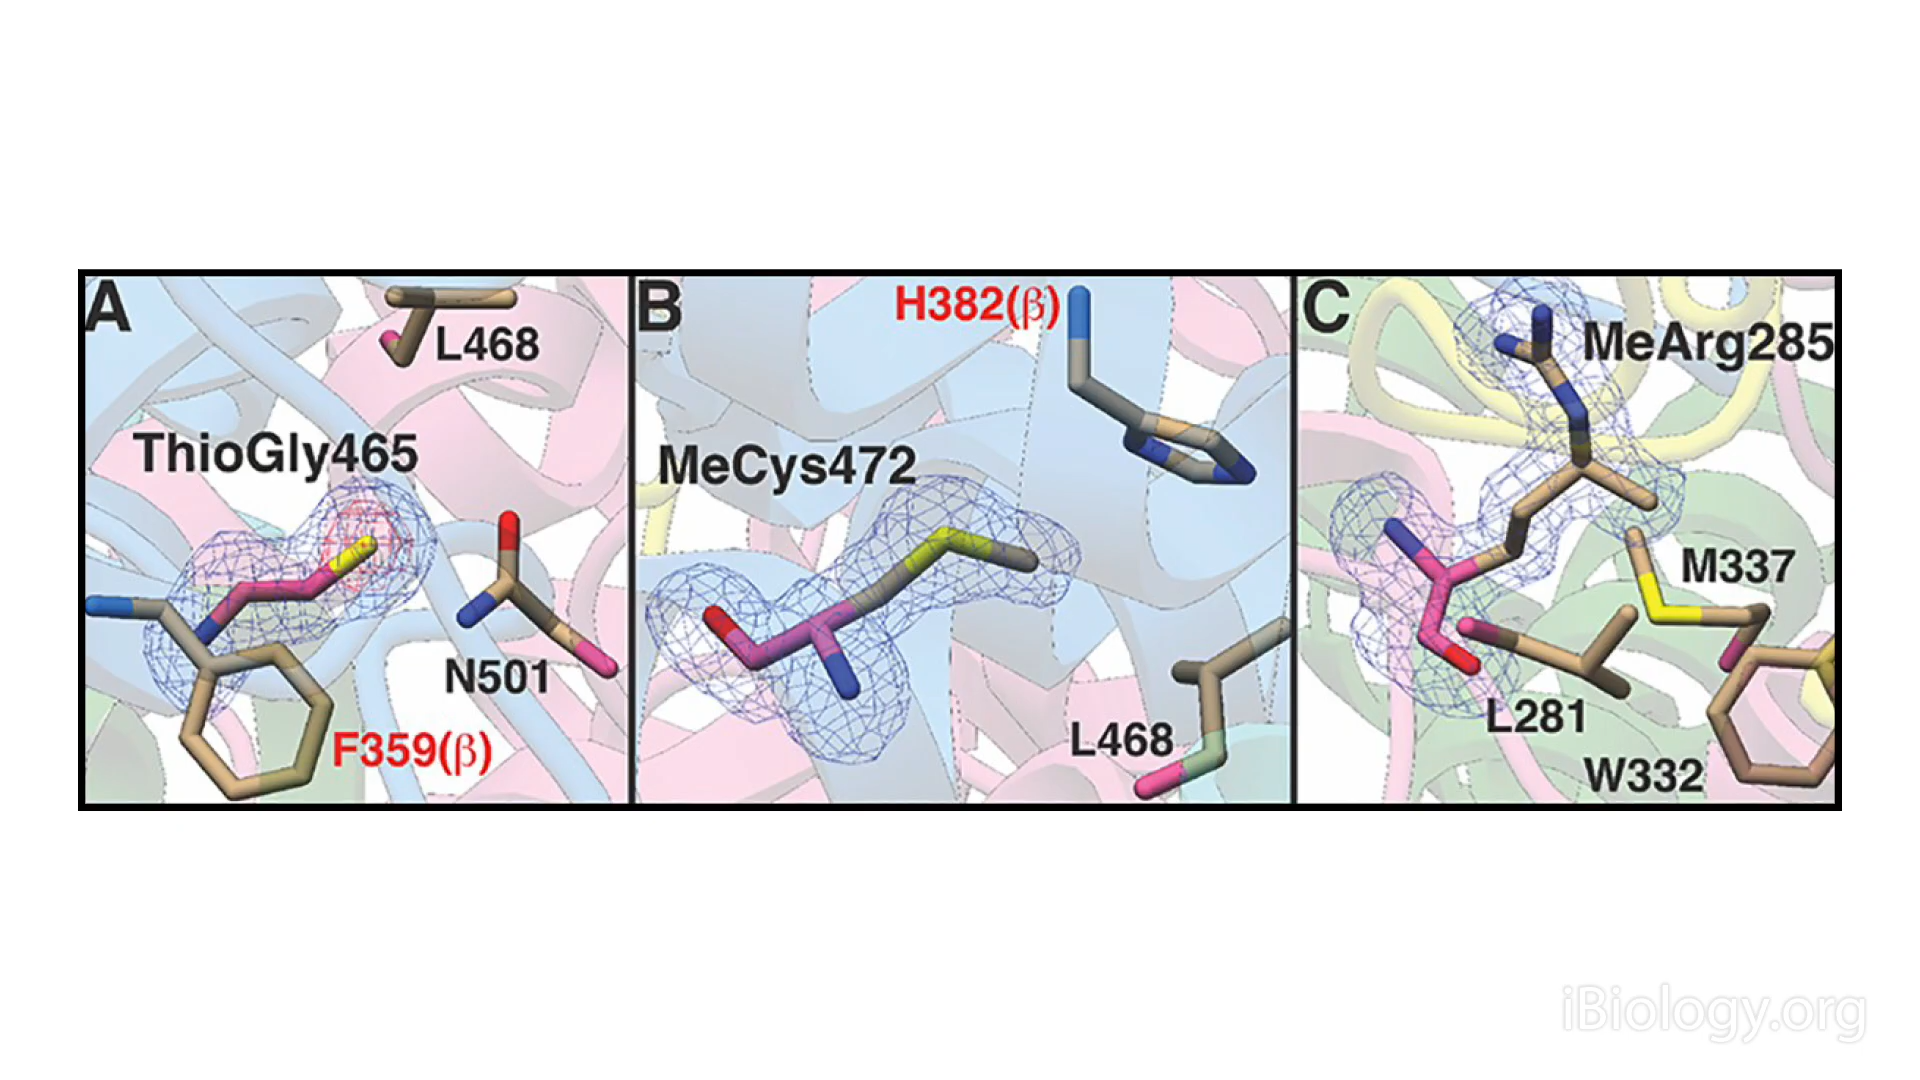 A
L468
ThioGly465
N501
F359(β)
B
H382(β)
MeCys472
L468
C
MeArg285
M337
L281
W332
iBiology.org